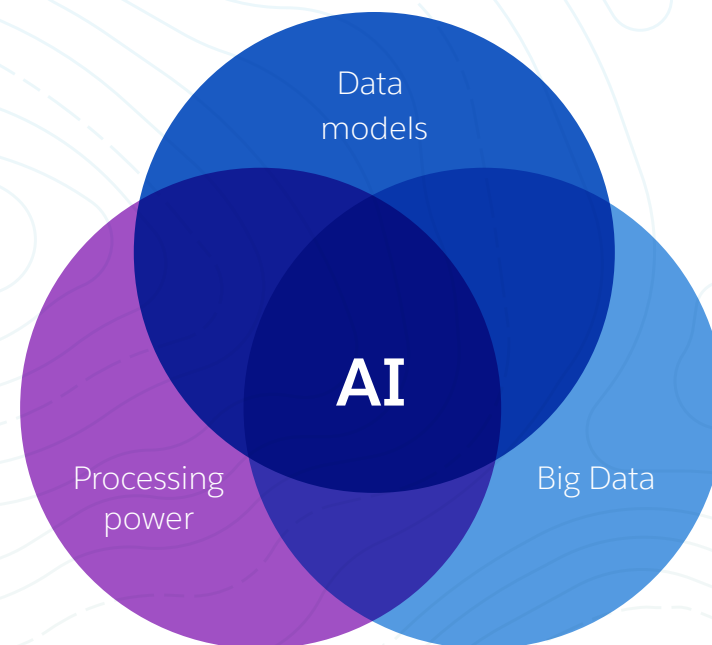 Data
models
AI
Processing
power
Big Data